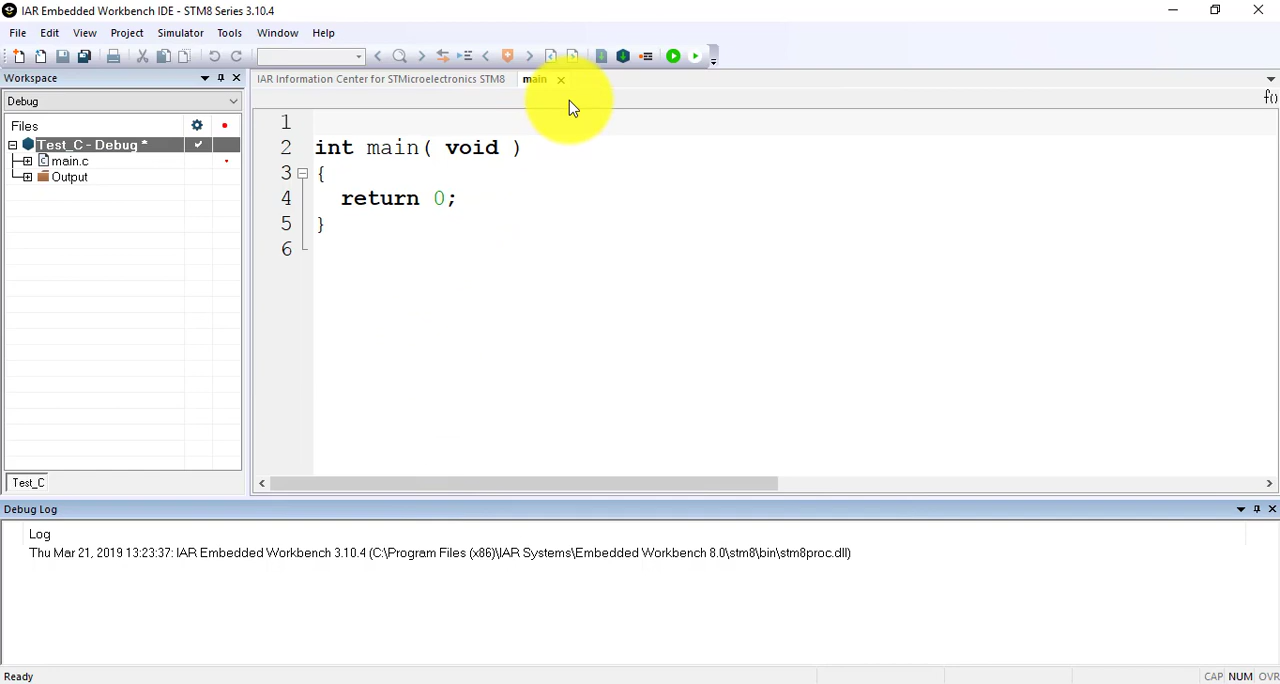 IAR Embedded Workbench IDE - STM8 Series 3.10.4
File Edit View Project Simulator Tools Window Help
Workspace
IAR Information Center for STMicroelectronics STM8 main
Debug
f()
Files
Test_C - Debug *
main.c
Output
1
2 int main( void )
3 {
4 return 0;
5 }
6
Test_C
Debug Log
Log
Thu Mar 21, 2019 13:23:37: IAR Embedded Workbench 3.10.4 (C:\Program Files (x86)\IAR Systems\Embedded Workbench 8.0\stm8\bin\stm8proc.dll)
Ready CAP NUM OVR